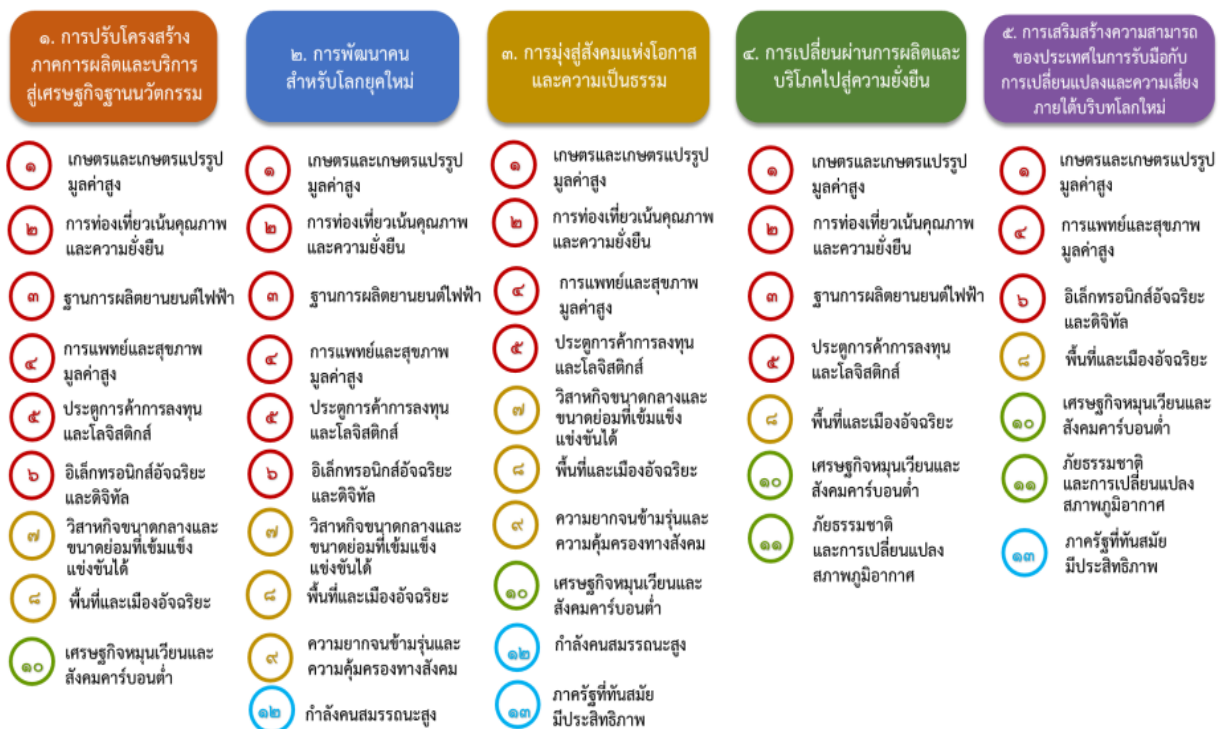 ๑. การปรับโครงสร้าง
ภาคการผลิตและบริการ
สู่เศรษฐกิจฐานนวัตกรรม
๑
เกษตรและเกษตรแปรรูป
มูลค่าสูง
๒
การท่องเที่ยวเน้นคุณภาพ
และความยั่งยืน
๓
ฐานการผลิตยานยนต์ไฟฟ้า
๔
การแพทย์และสุขภาพ
มูลค่าสูง
๕
ประตูการค้าการลงทุน
และโลจิสติกส์
๖
อิเล็กทรอนิกส์อัจฉริยะ
และดิจิทัล
๗
วิสาหกิจขนาดกลางและ
ขนาดย่อมที่เข้มแข็ง
แข่งขันได้
๘
พื้นที่และเมืองอัจฉริยะ
๑๐
เศรษฐกิจหมุนเวียนและ
สังคมคาร์บอนต่ำ
๒. การพัฒนาคน
สำหรับโลกยุคใหม่
๑
เกษตรและเกษตรแปรรูป
มูลค่าสูง
๒
การท่องเที่ยวเน้นคุณภาพ
และความยั่งยืน
๓
ฐานการผลิตยานยนต์ไฟฟ้า
๔
การแพทย์และสุขภาพ
มูลค่าสูง
๕
ประตูการค้าการลงทุน
และโลจิสติกส์
๖
อิเล็กทรอนิกส์อัจฉริยะ
และดิจิทัล
๗
วิสาหกิจขนาดกลางและ
ขนาดย่อมที่เข้มแข็ง
แข่งขันได้
๘
พื้นที่และเมืองอัจฉริยะ
๙
ความยากจนข้ามรุ่นและ
ความคุ้มครองทางสังคม
๑๒
กำลังคนสมรรถนะสูง
๓. การมุ่งสู่สังคมแห่งโอกาส
และความเป็นธรรม
๑
เกษตรและเกษตรแปรรูป
มูลค่าสูง
๒
การท่องเที่ยวเน้นคุณภาพ
และความยั่งยืน
๔
การแพทย์และสุขภาพ
มูลค่าสูง
๕
ประตูการค้าการลงทุน
และโลจิสติกส์
๗
วิสาหกิจขนาดกลางและ
ขนาดย่อมที่เข้มแข็ง
แข่งขันได้
๘
พื้นที่และเมืองอัจฉริยะ
๙
ความยากจนข้ามรุ่นและ
ความคุ้มครองทางสังคม
๑๐
เศรษฐกิจหมุนเวียนและ
สังคมคาร์บอนต่ำ
๑๒
กำลังคนสมรรถนะสูง
๑๓
ภาครัฐที่ทันสมัย
มีประสิทธิภาพ
๔. การเปลี่ยนผ่านการผลิตและ
บริโภคไปสู่ความยั่งยืน
๑
เกษตรและเกษตรแปรรูป
มูลค่าสูง
๒
การท่องเที่ยวเน้นคุณภาพ
และความยั่งยืน
๓
ฐานการผลิตยานยนต์ไฟฟ้า
๕
ประตูการค้าการลงทุน
และโลจิสติกส์
๘
พื้นที่และเมืองอัจฉริยะ
๑๐
เศรษฐกิจหมุนเวียนและ
สังคมคาร์บอนต่ำ
๑๑
ภัยธรรมชาติ
และการเปลี่ยนแปลง
สภาพภูมิอากาศ
๕. การเสริมสร้างความสามารถ
ของประเทศในการรับมือกับ
การเปลี่ยนแปลงและความเสี่ยง
ภายใต้บริบทโลกใหม่
๑
เกษตรและเกษตรแปรรูป
มูลค่าสูง
๔
การแพทย์และสุขภาพ
มูลค่าสูง
๖
อิเล็กทรอนิกส์อัจฉริยะ
และดิจิทัล
๘
พื้นที่และเมืองอัจฉริยะ
๑๐
เศรษฐกิจหมุนเวียนและ
สังคมคาร์บอนต่ำ
๑๑
ภัยธรรมชาติ
และการเปลี่ยนแปลง
สภาพภูมิอากาศ
๑๓
ภาครัฐที่ทันสมัย
มีประสิทธิภาพ